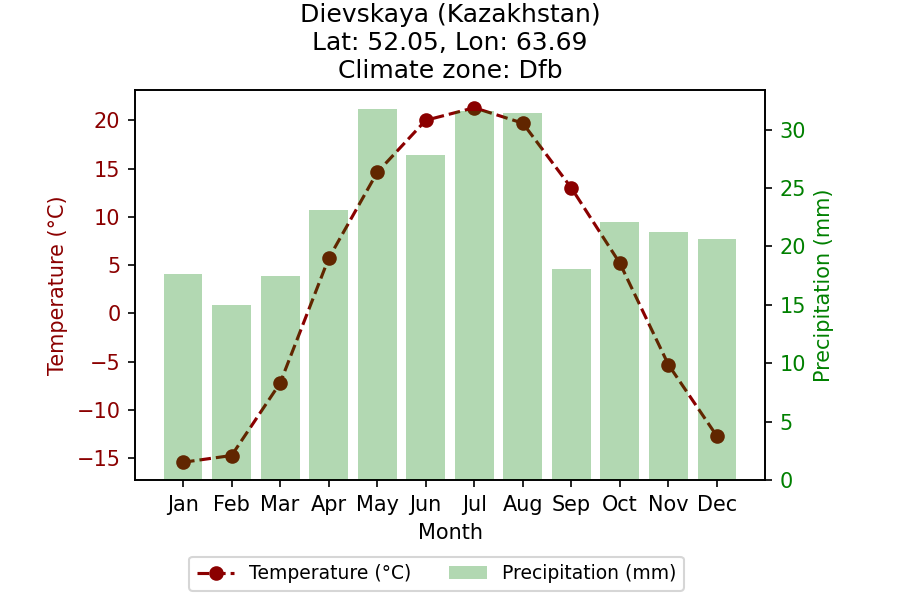 Dievskaya (Kazakhstan)
Lat: 52.05, Lon: 63.69
Climate zone: Dfb
Temperature (°C)
20
15
10
5
0
−5
−10
−15
30
25
20
15
10
5
0
Precipitation (mm)
Jan Feb Mar Apr May Jun Jul Aug Sep Oct Nov Dec
Month
Temperature (°C) Precipitation (mm)